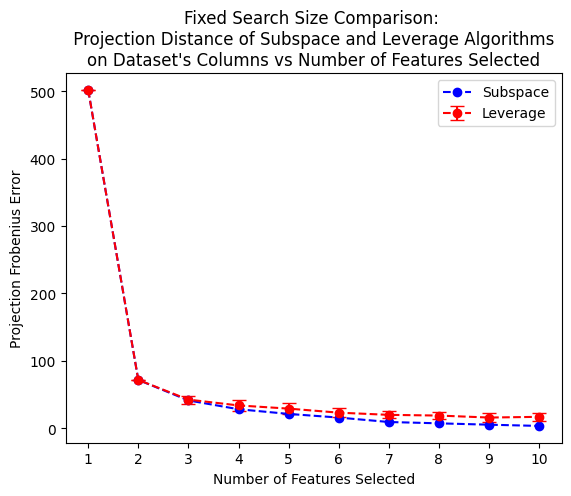 Fixed Search Size Comparison:
Projection Distance of Subspace and Leverage Algorithms
on Dataset's Columns vs Number of Features Selected
Subspace
Leverage
Projection Frobenius Error
500
400
300
200
100
0
1 2 3 4 5 6 7 8 9 10
Number of Features Selected